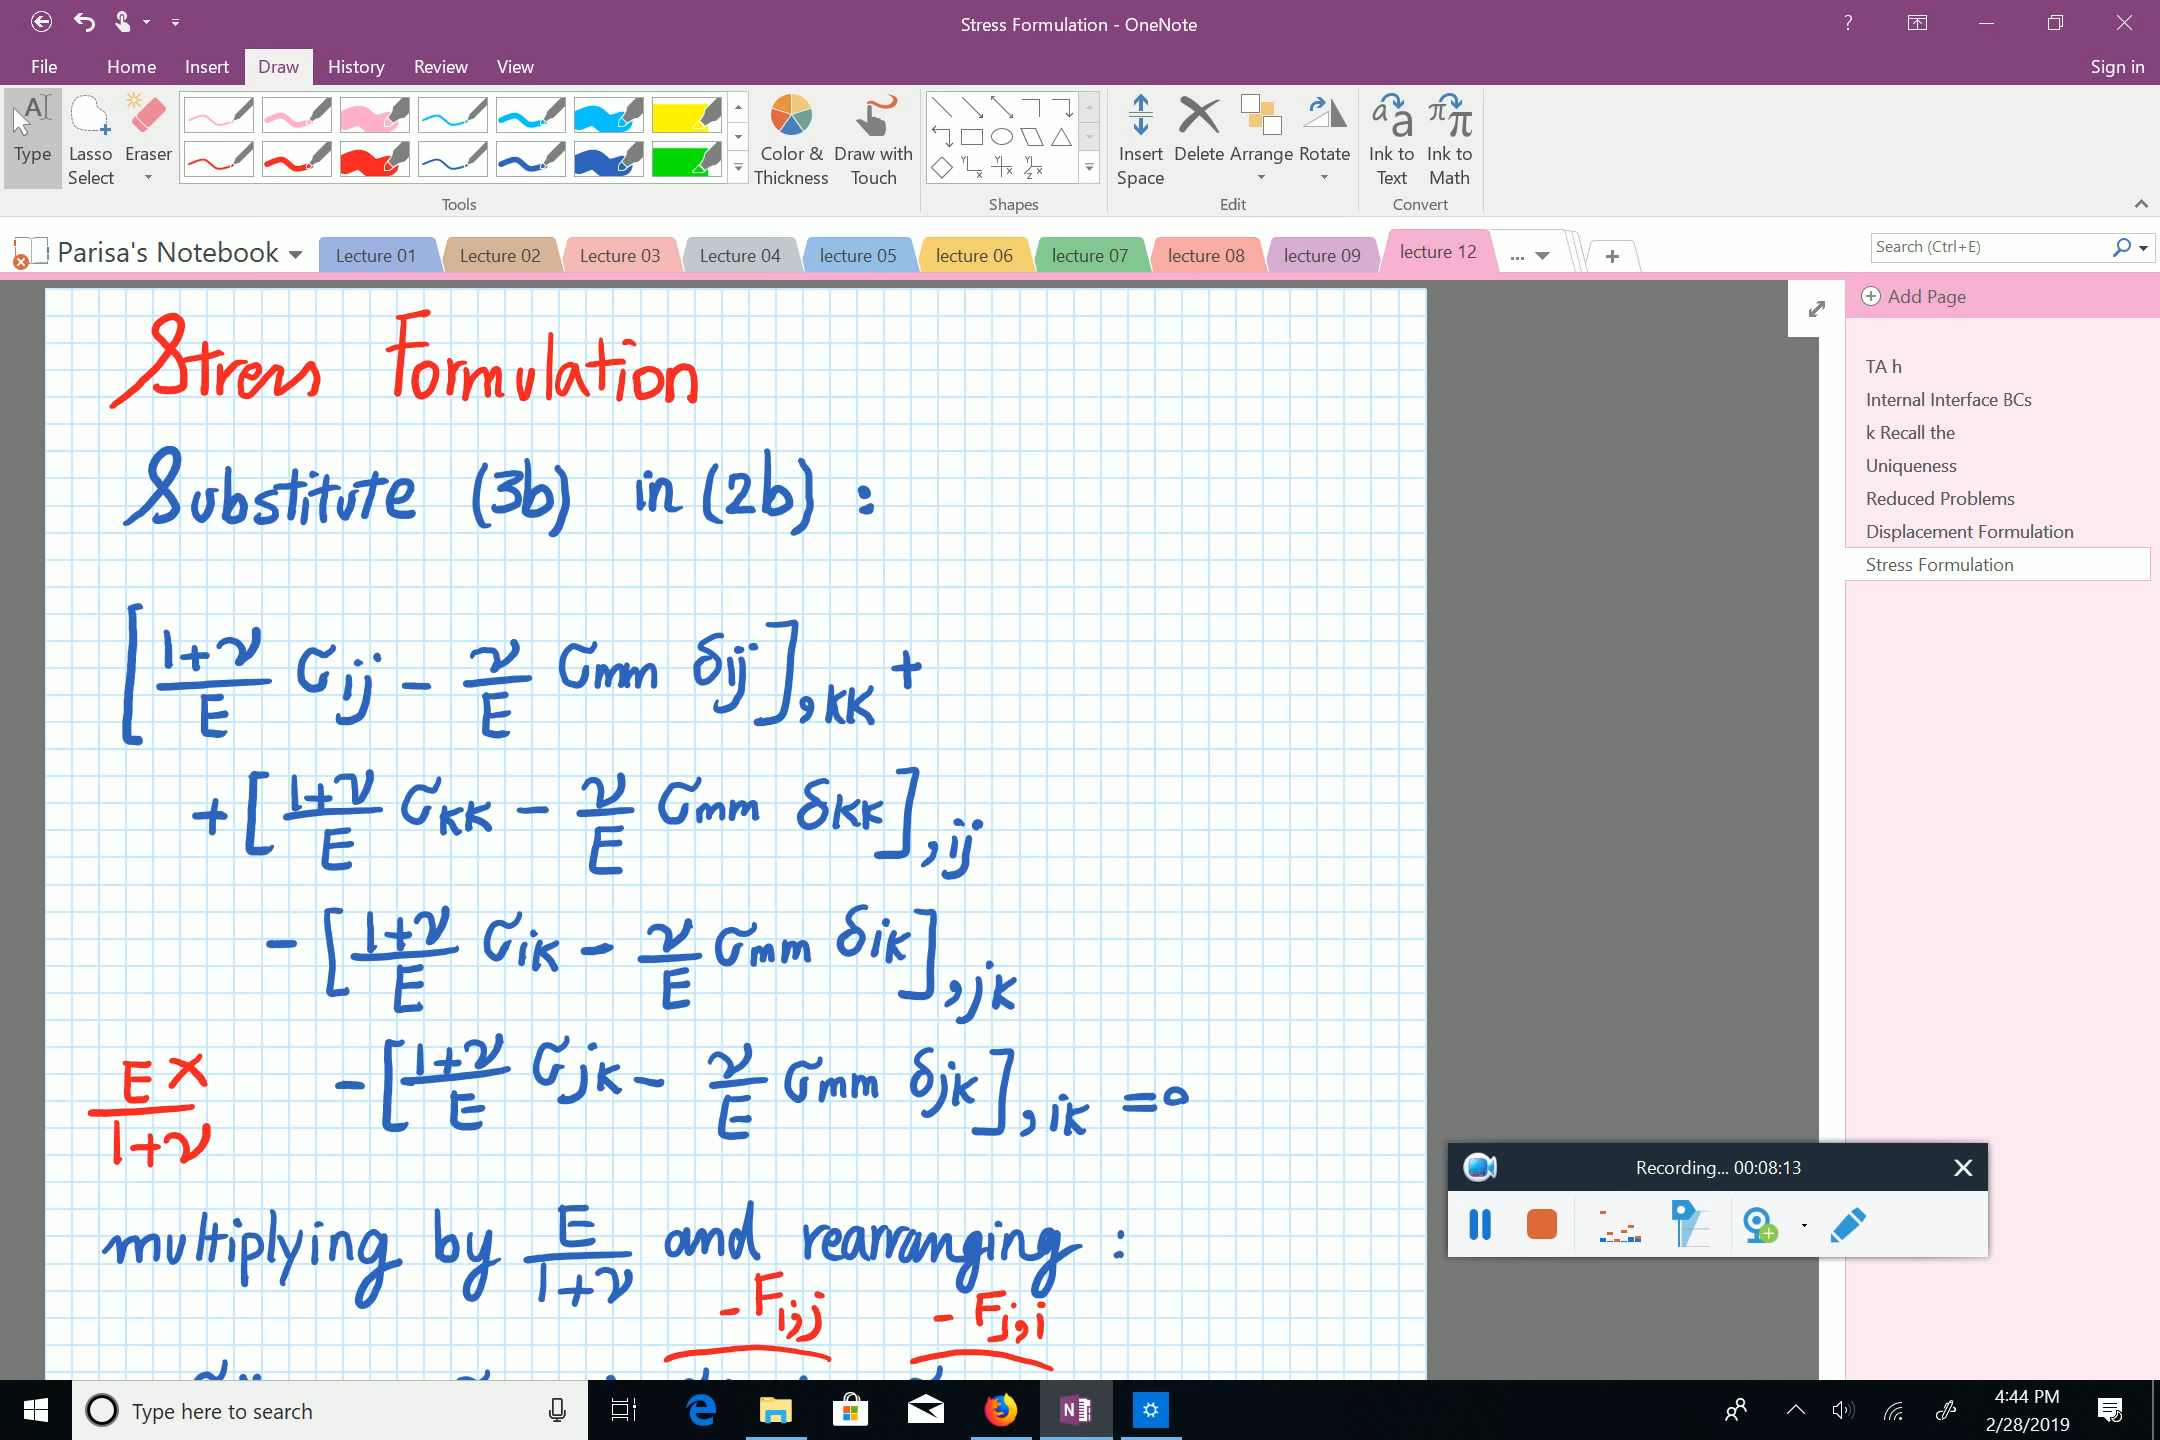 Stress Formulation - OneNote
?
File Home Insert Draw History Review View
Sign in
Type
Lasso Select
Eraser
Color & Thickness
Draw with Touch
Insert Space
Delete
Arrange
Rotate
Ink to Text
Ink to Math
Tools
Shapes
Edit
Convert
Parisa's Notebook
Lecture 01
Lecture 02
Lecture 03
Lecture 04
lecture 05
lecture 06
lecture 07
lecture 08
lecture 09
lecture 12
...
Search (Ctrl+E)
Add Page
TA h
Internal Interface BCs
k Recall the
Uniqueness
Reduced Problems
Displacement Formulation
Stress Formulation
Stress Formulation
Substitute (3b) in (2b) :
[ (1+ν)/E σij − ν/E σmm δij ],kk +
+ [ (1+ν)/E σkk − ν/E σmm δkk ],ij
− [ (1+ν)/E σik − ν/E σmm δik ],jk
− [ (1+ν)/E σjk − ν/E σmm δjk ],ik = 0
E/(1+ν) ×
multiplying by E/(1+ν) and rearranging :
−Fi,j −Fj,i
Recording... 00:08:13
Type here to search
4:44 PM
2/28/2019